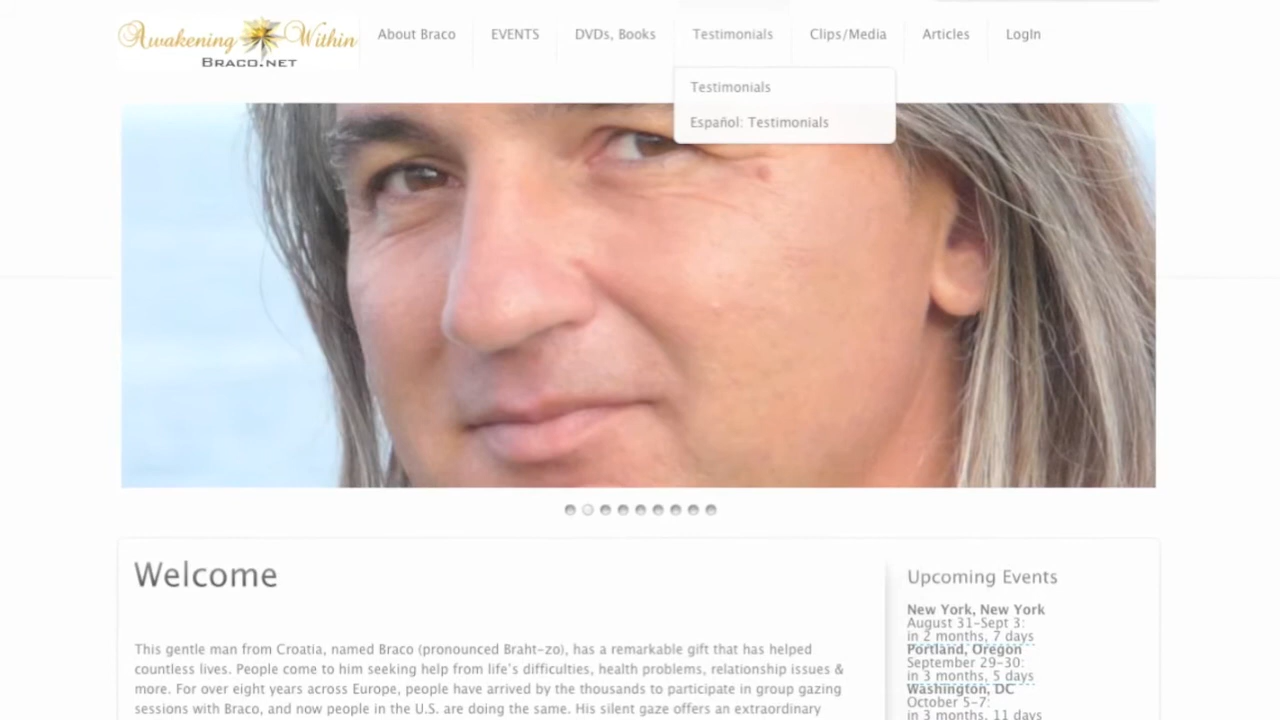 Awakening Within
BRACO.NET
About Braco
EVENTS
DVDs, Books
Testimonials
Clips/Media
Articles
LogIn
Testimonials
Español: Testimonials
Welcome
This gentle man from Croatia, named Braco (pronounced Braht-zo), has a remarkable gift that has helped
countless lives. People come to him seeking help from life's difficulties, health problems, relationship issues &
more. For over eight years across Europe, people have arrived by the thousands to participate in group gazing
sessions with Braco, and now people in the U.S. are doing the same. His silent gaze offers an extraordinary
Upcoming Events
New York, New York
August 31-Sept 3:
in 2 months, 7 days
Portland, Oregon
September 29-30:
in 3 months, 5 days
Washington, DC
October 5-7:
in 3 months, 11 days